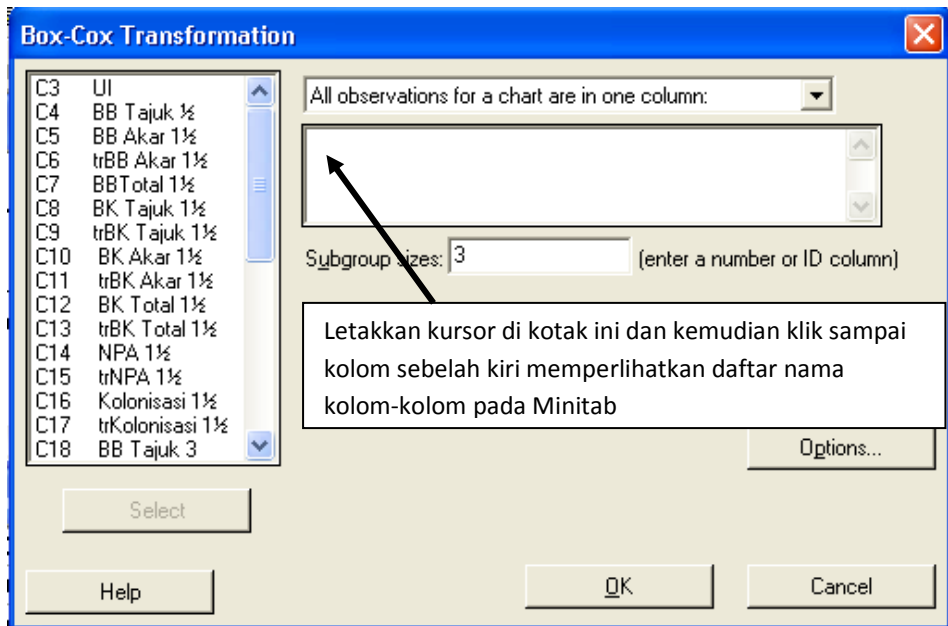 Box-Cox Transformation
C3 UI
C4 BB Tajuk ½
C5 BB Akar 1½
C6 trBB Akar 1½
C7 BBTotal 1½
C8 BK Tajuk 1½
C9 trBK Tajuk 1½
C10 BK Akar 1½
C11 trBK Akar 1½
C12 BK Total 1½
C13 trBK Total 1½
C14 NPA 1½
C15 trNPA 1½
C16 Kolonisasi 1½
C17 trKolonisasi 1½
C18 BB Tajuk 3
All observations for a chart are in one column:
Subgroup sizes: 3 (enter a number or ID column)
Letakkan kursor di kotak ini dan kemudian klik sampai
kolom sebelah kiri memperlihatkan daftar nama
kolom-kolom pada Minitab
Options...
Select
Help
OK
Cancel